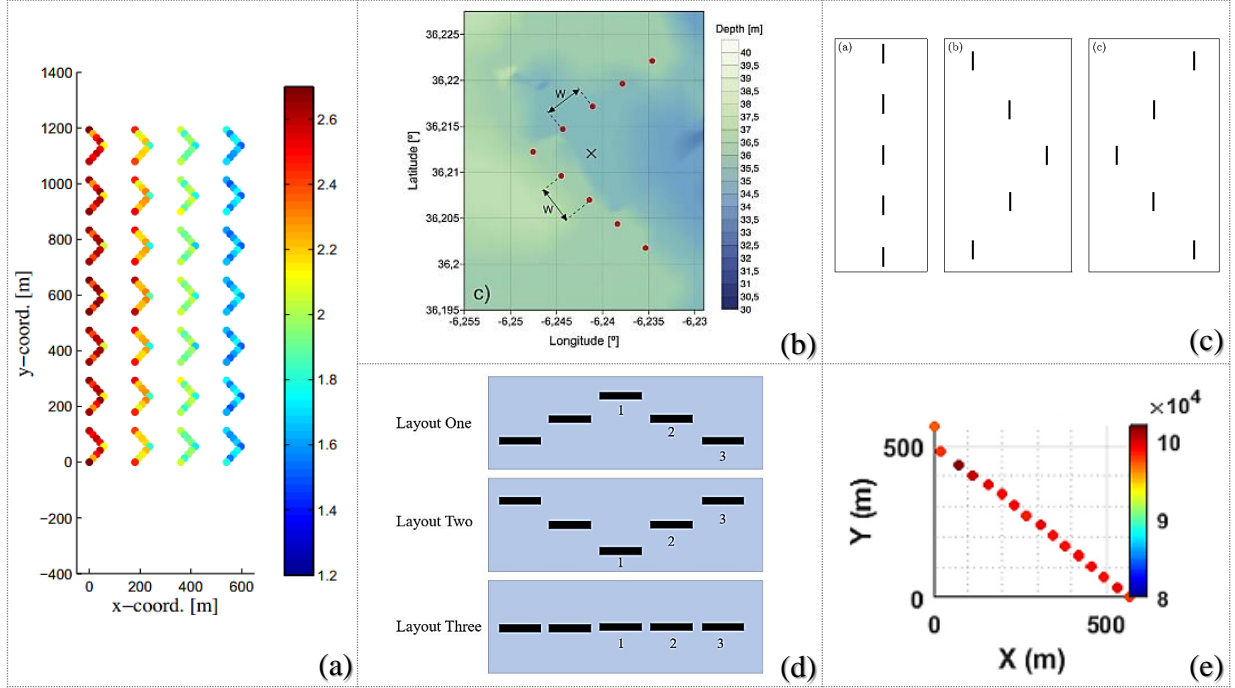 1400
1200
1000
800
600
400
200
0
−200
−400
0 200 400 600
x−coord. [m]
y−coord. [m]
2.6
2.4
2.2
2
1.8
1.6
1.4
1.2
(a)
Depth [m]
40
39,5
39
38,5
38
37,5
37
36,5
36
35,5
35
34,5
34
33,5
33
32,5
32
31,5
31
30,5
30
36,225
36,22
36,215
36,21
36,205
36,2
36,195
Latitude [º]
W
W
c)
-6,255 -6,25 -6,245 -6,24 -6,235 -6,23
Longitude [º]
(b)
(a)
(b)
(c)
(c)
Layout One
1
2
3
Layout Two
3
2
1
Layout Three
1 2 3
(d)
×10⁴
10
9
8
500
0
Y (m)
0 500
X (m)
(e)